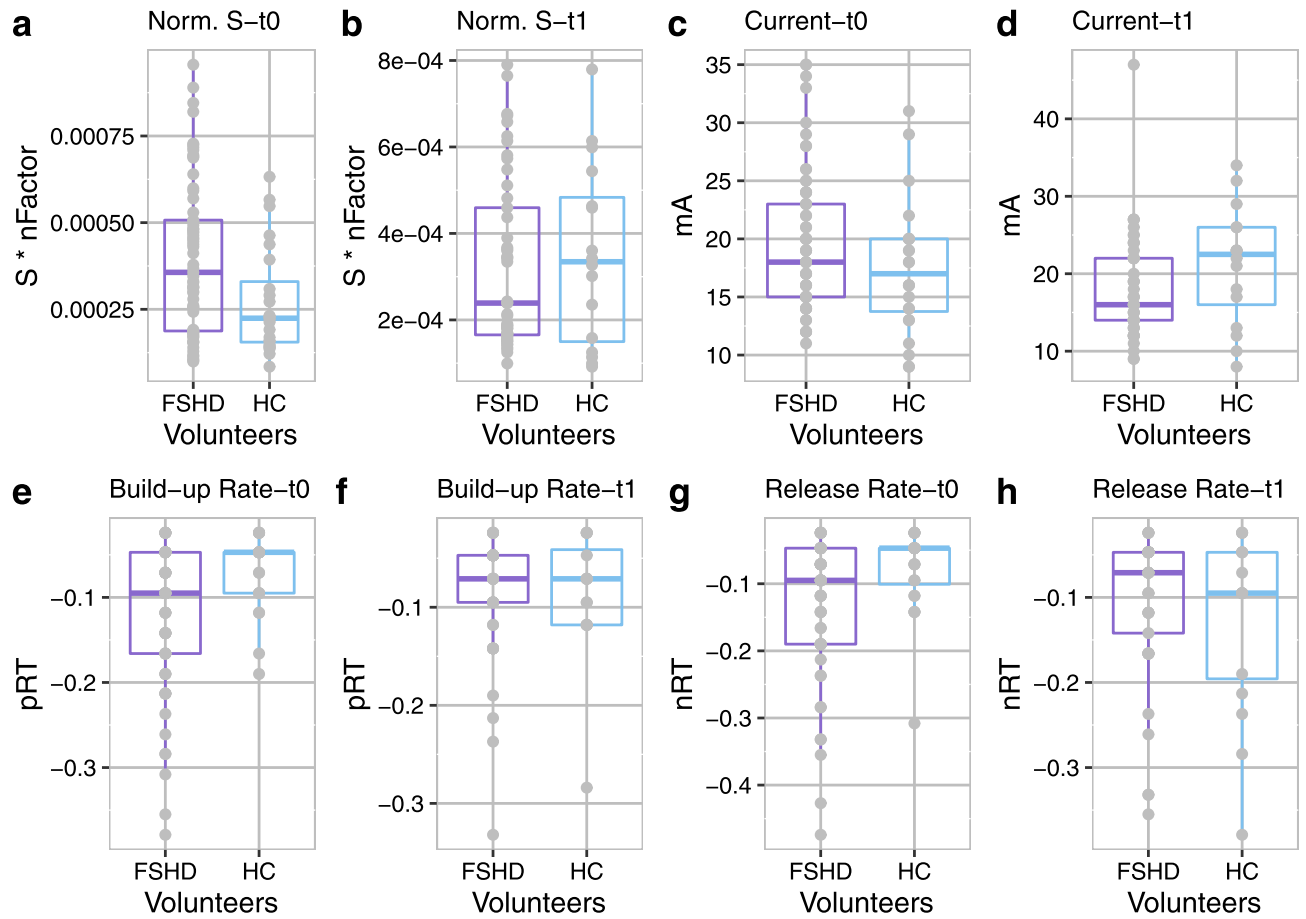 a Norm. S−t0
S * nFactor
0.00075
0.00050
0.00025
FSHD HC
Volunteers
b Norm. S−t1
S * nFactor
8e−04
6e−04
4e−04
2e−04
FSHD HC
Volunteers
c Current−t0
mA
35
30
25
20
15
10
FSHD HC
Volunteers
d Current−t1
mA
40
30
20
10
FSHD HC
Volunteers
e Build−up Rate−t0
pRT
−0.1
−0.2
−0.3
FSHD HC
Volunteers
f Build−up Rate−t1
pRT
−0.1
−0.2
−0.3
FSHD HC
Volunteers
g Release Rate−t0
nRT
−0.1
−0.2
−0.3
−0.4
FSHD HC
Volunteers
h Release Rate−t1
nRT
−0.1
−0.2
−0.3
FSHD HC
Volunteers